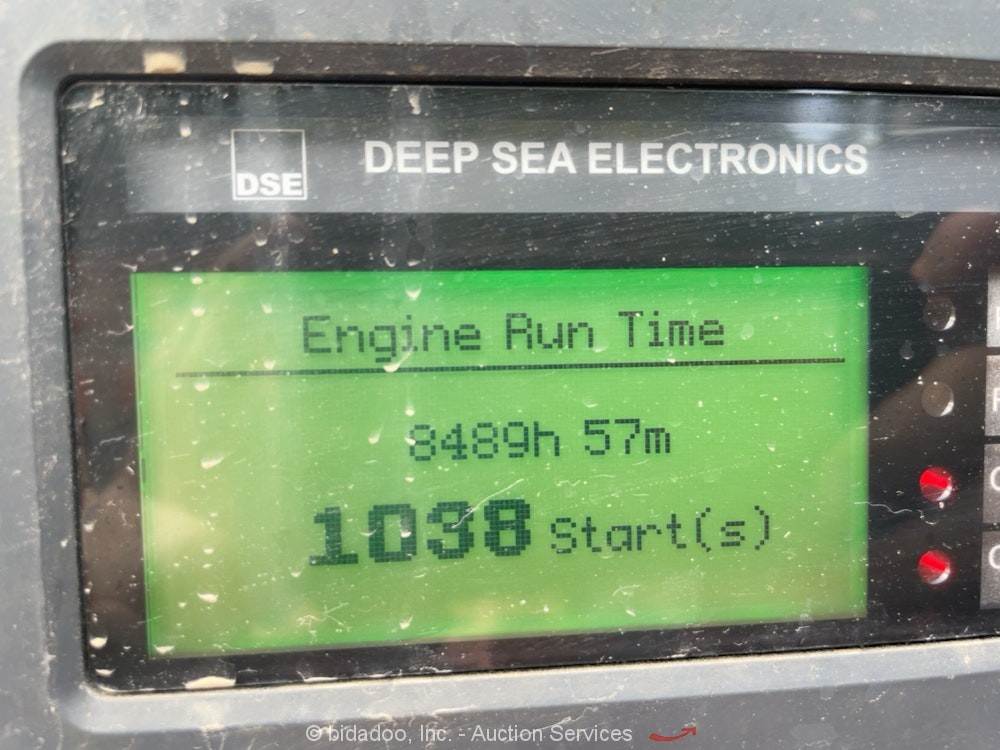 DSE
DEEP SEA ELECTRONICS
Engine Run Time
8489h 57m
1038 Start(s)
© bidadoo, Inc. - Auction Services